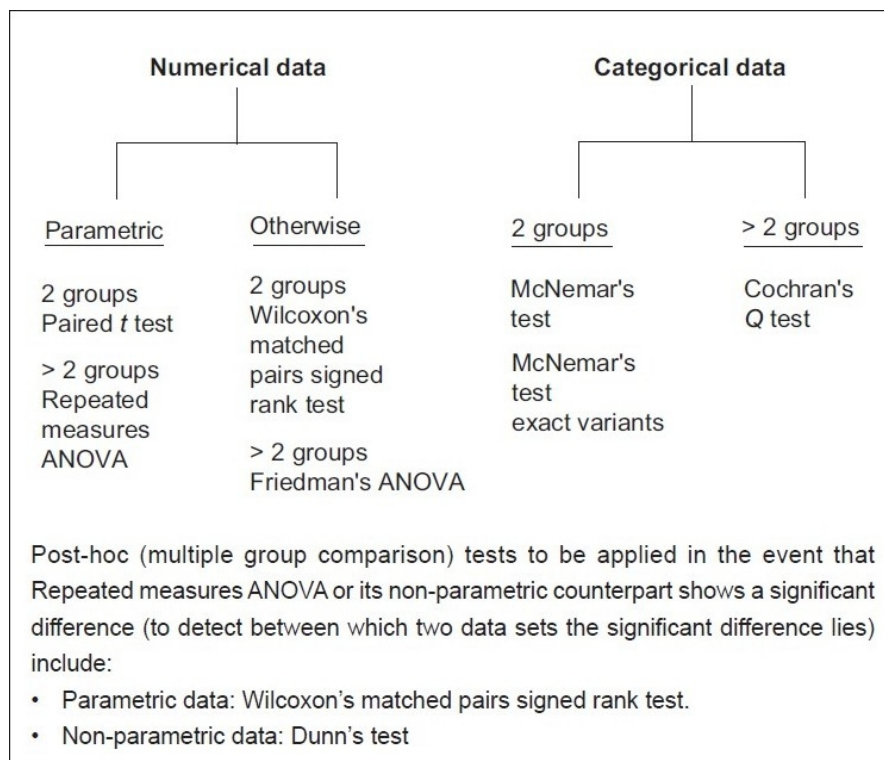 Numerical data
Categorical data
Parametric
2 groups
Paired t test
> 2 groups
Repeated
measures
ANOVA
Otherwise
2 groups
Wilcoxon's
matched
pairs signed
rank test
> 2 groups
Friedman's ANOVA
2 groups
McNemar's
test
McNemar's
test
exact variants
> 2 groups
Cochran's
Q test
Post-hoc (multiple group comparison) tests to be applied in the event that
Repeated measures ANOVA or its non-parametric counterpart shows a significant
difference (to detect between which two data sets the significant difference lies)
include:
• Parametric data: Wilcoxon’s matched pairs signed rank test.
• Non-parametric data: Dunn’s test